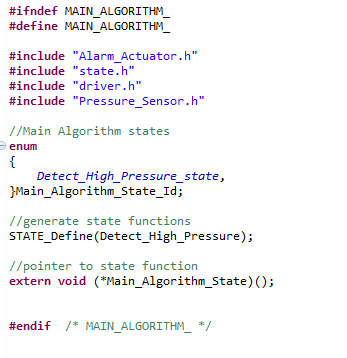 #ifndef MAIN_ALGORITHM_
#define MAIN_ALGORITHM_
#include "Alarm_Actuator.h"
#include "state.h"
#include "driver.h"
#include "Pressure_Sensor.h"
//Main Algorithm states
enum
{
Detect_High_Pressure_state,
}Main_Algorithm_State_Id;
//generate state functions
STATE_Define(Detect_High_Pressure);
//pointer to state function
extern void (*Main_Algorithm_State)();
#endif /* MAIN_ALGORITHM_ */